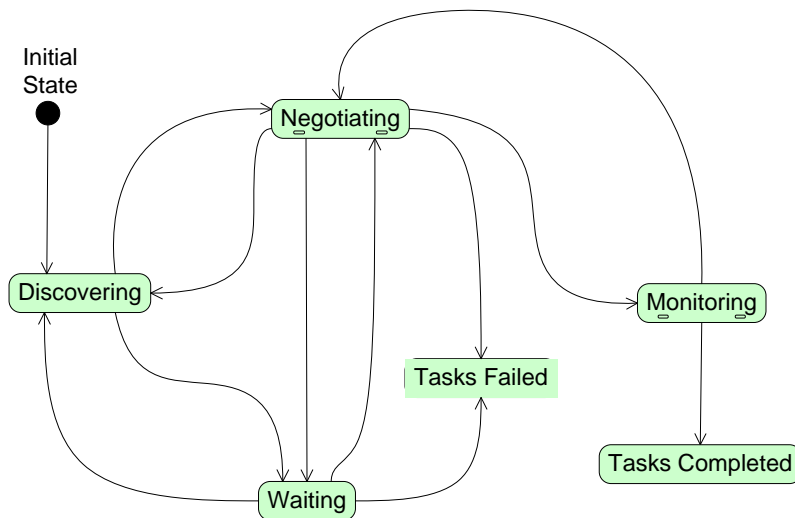 Initial
State
Negotiating
Discovering
Monitoring
Tasks Failed
Tasks Completed
Waiting